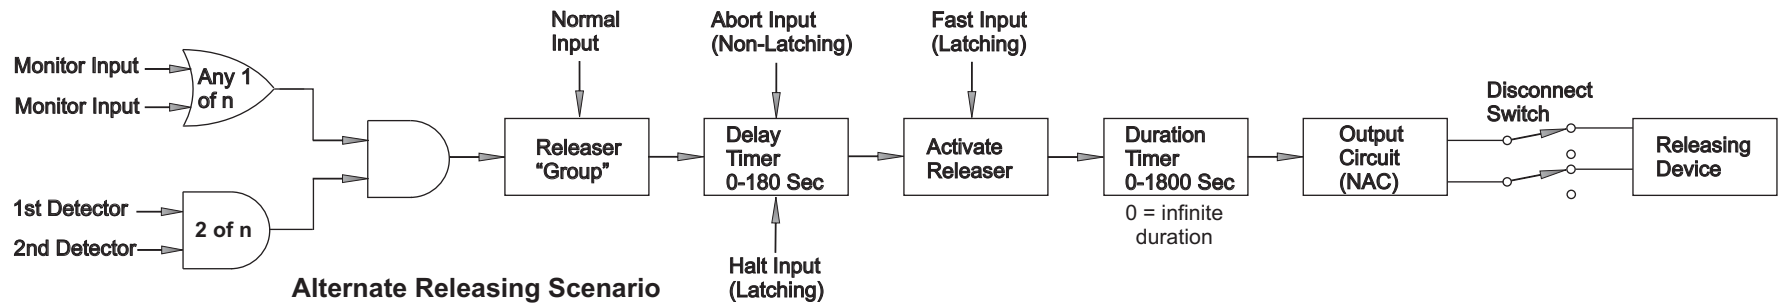 Normal
Input
Abort Input
(Non-Latching)
Fast Input
(Latching)
Monitor Input
Monitor Input
Any 1
of n
Disconnect
Switch
Releaser
“Group”
Delay
Timer
0-180 Sec
Activate
Releaser
Duration
Timer
0-1800 Sec
0 = infinite
duration
Output
Circuit
(NAC)
Releasing
Device
1st Detector
2nd Detector
2 of n
Halt Input
(Latching)
Alternate Releasing Scenario